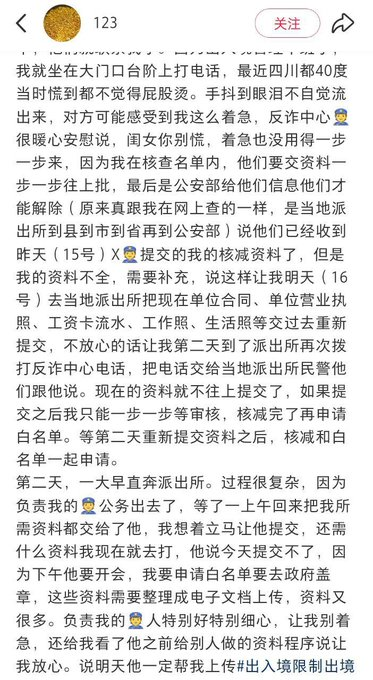 123
关注
我就坐在大门口台阶上打电话，最近四川都40度
当时慌到都不觉得屁股烫。手抖到眼泪不自觉流
出来，对方可能感受到我这么着急，反诈中心👮
很暖心安慰说，闺女你别慌，着急也没用得一步
一步来，因为我在核查名单内，他们要交资料一
步一步往上批，最后是公安部给他们信息他们才
能解除（原来真跟我在网上查的一样，是当地派
出所到县到市到省再到公安部）说他们已经收到
昨天（15号）X👮提交的我的核减资料了，但是
我的资料不全，需要补充，说这样让我明天（16
号）去当地派出所把现在单位合同、单位营业执
照、工资卡流水、工作照、生活照等交过去重新
提交，不放心的话让我第二天到了派出所再次拨
打反诈中心电话，把电话交给当地派出所民警他
们跟他说。现在的资料就不往上提交了，如果提
交之后我只能一步一步等审核，核减完了再申请
白名单。等第二天重新提交资料之后，核减和白
名单一起申请。
第二天，一大早直奔派出所。过程很复杂，因为
负责我的👮公务出去了，等了一上午回来把我所
需资料都交给了他，我想着立马让他提交，还需
什么资料我现在就去打，他说今天提交不了，因
为下午他要开会，我要申请白名单要去政府盖
章，这些资料需要整理成电子文档上传，资料又
很多。负责我的👮人特别好特别细心，让我别着
急，还给我看了他之前给别人做的资料程序说让
我放心。说明天他一定帮我上传#出入境限制出境